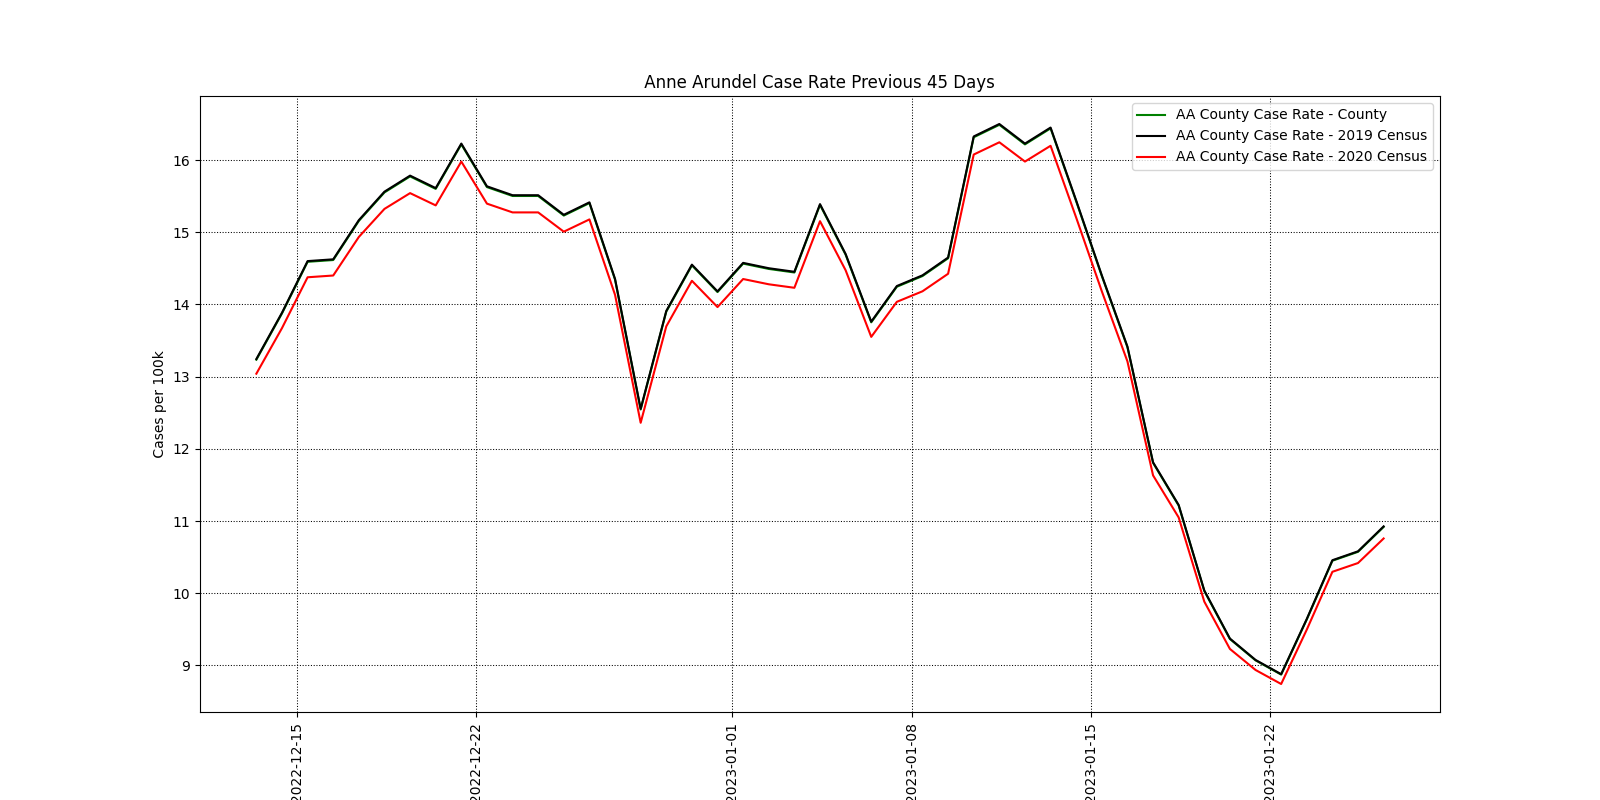 Anne Arundel Case Rate Previous 45 Days
AA County Case Rate - County
AA County Case Rate - 2019 Census
AA County Case Rate - 2020 Census
Cases per 100k
16
15
14
13
12
11
10
9
2022-12-15
2022-12-22
2023-01-01
2023-01-08
2023-01-15
2023-01-22